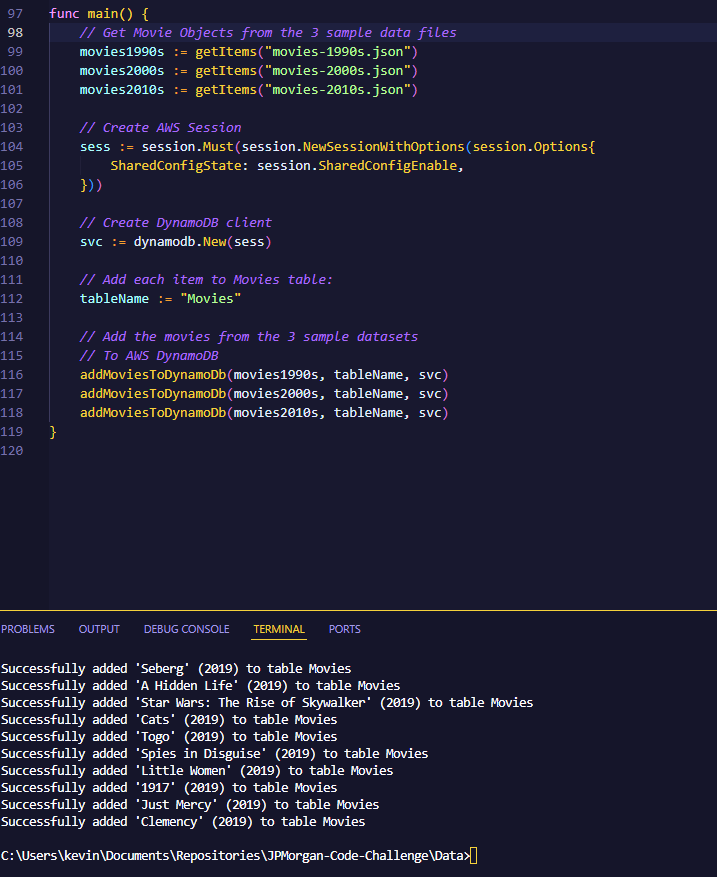 97 func main() {
98     // Get Movie Objects from the 3 sample data files
99     movies1990s := getItems("movies-1990s.json")
100     movies2000s := getItems("movies-2000s.json")
101     movies2010s := getItems("movies-2010s.json")
102
103     // Create AWS Session
104     sess := session.Must(session.NewSessionWithOptions(session.Options{
105         SharedConfigState: session.SharedConfigEnable,
106     }))
107
108     // Create DynamoDB client
109     svc := dynamodb.New(sess)
110
111     // Add each item to Movies table:
112     tableName := "Movies"
113
114     // Add the movies from the 3 sample datasets
115     // To AWS DynamoDB
116     addMoviesToDynamoDb(movies1990s, tableName, svc)
117     addMoviesToDynamoDb(movies2000s, tableName, svc)
118     addMoviesToDynamoDb(movies2010s, tableName, svc)
119 }
120
PROBLEMS OUTPUT DEBUG CONSOLE TERMINAL PORTS
Successfully added 'Seberg' (2019) to table Movies
Successfully added 'A Hidden Life' (2019) to table Movies
Successfully added 'Star Wars: The Rise of Skywalker' (2019) to table Movies
Successfully added 'Cats' (2019) to table Movies
Successfully added 'Togo' (2019) to table Movies
Successfully added 'Spies in Disguise' (2019) to table Movies
Successfully added 'Little Women' (2019) to table Movies
Successfully added '1917' (2019) to table Movies
Successfully added 'Just Mercy' (2019) to table Movies
Successfully added 'Clemency' (2019) to table Movies
C:\Users\kevin\Documents\Repositories\JPMorgan-Code-Challenge\Data>